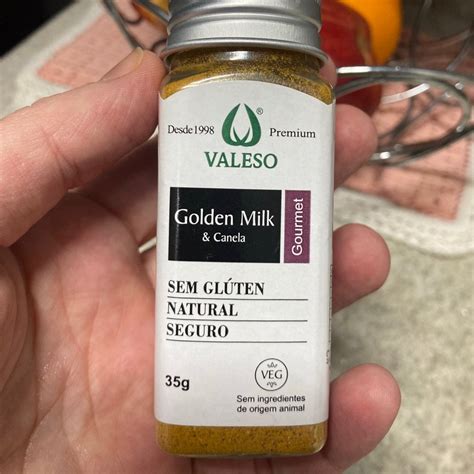 Desde1998 ® Premium
VALESO
Golden Milk
& Canela
Gourmet
SEM GLÚTEN
NATURAL
SEGURO
VEG
35g
Sem ingredientes
de origem animal